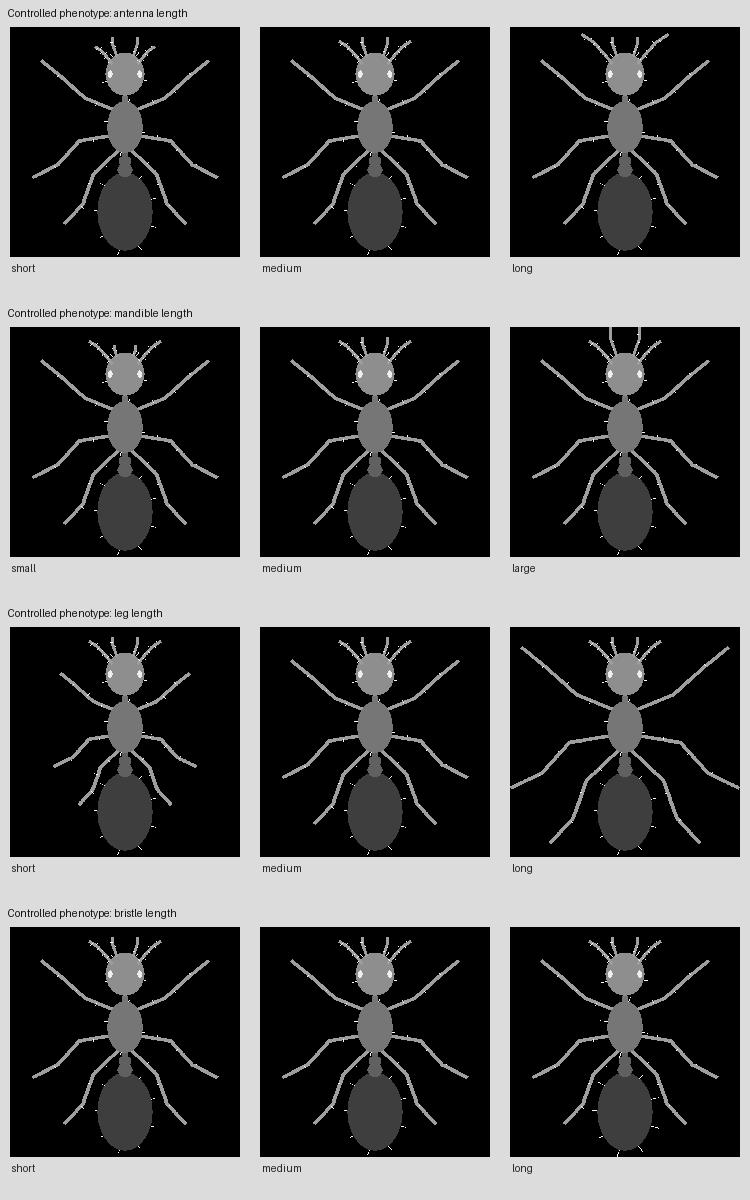 Controlled phenotype: antenna length
short medium long
Controlled phenotype: mandible length
small medium large
Controlled phenotype: leg length
short medium long
Controlled phenotype: bristle length
short medium long